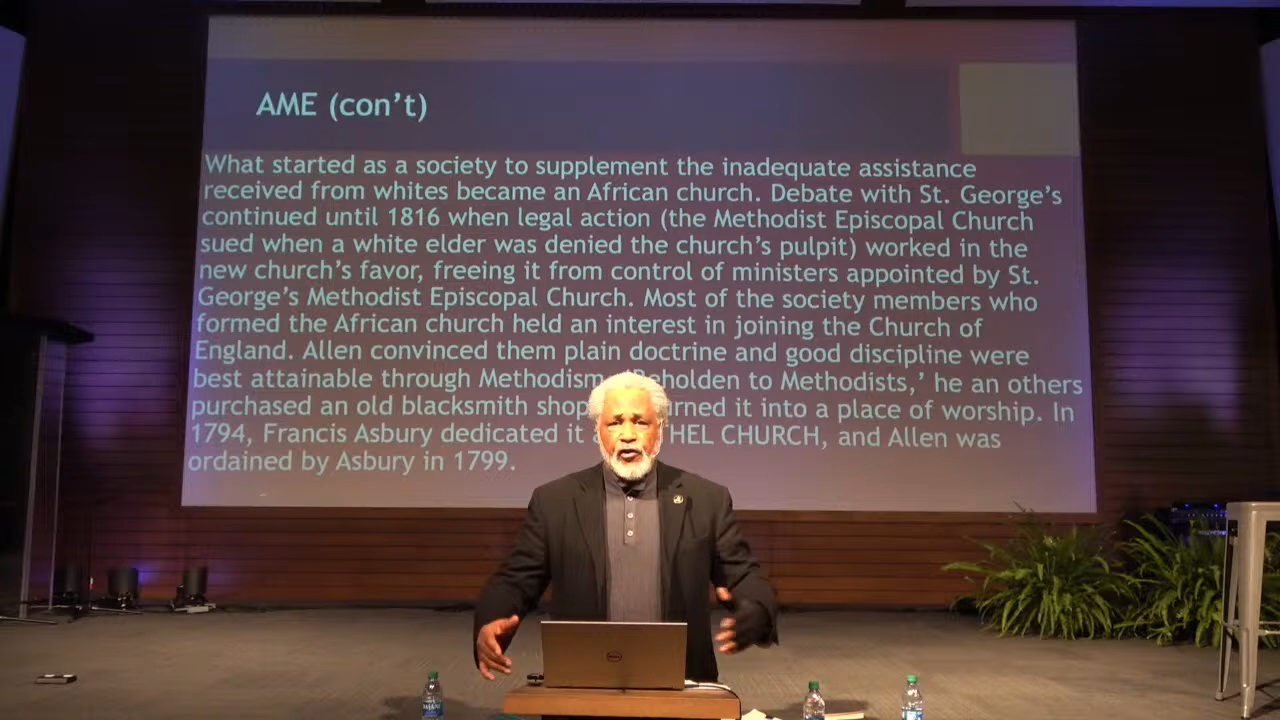 AME (con’t)
What started as a society to supplement the inadequate assistance
received from whites became an African church. Debate with St. George’s
continued until 1816 when legal action (the Methodist Episcopal Church
sued when a white elder was denied the church’s pulpit) worked in the
new church’s favor, freeing it from control of ministers appointed by St.
George’s Methodist Episcopal Church. Most of the society members who
formed the African church held an interest in joining the Church of
England. Allen convinced them plain doctrine and good discipline were
best attainable through Methodism to Methodists,’ he an others
purchased an old blacksmith shop it into a place of worship. In
1794, Francis Asbury dedicated it CHURCH, and Allen was
ordained by Asbury in 1799.
DELL